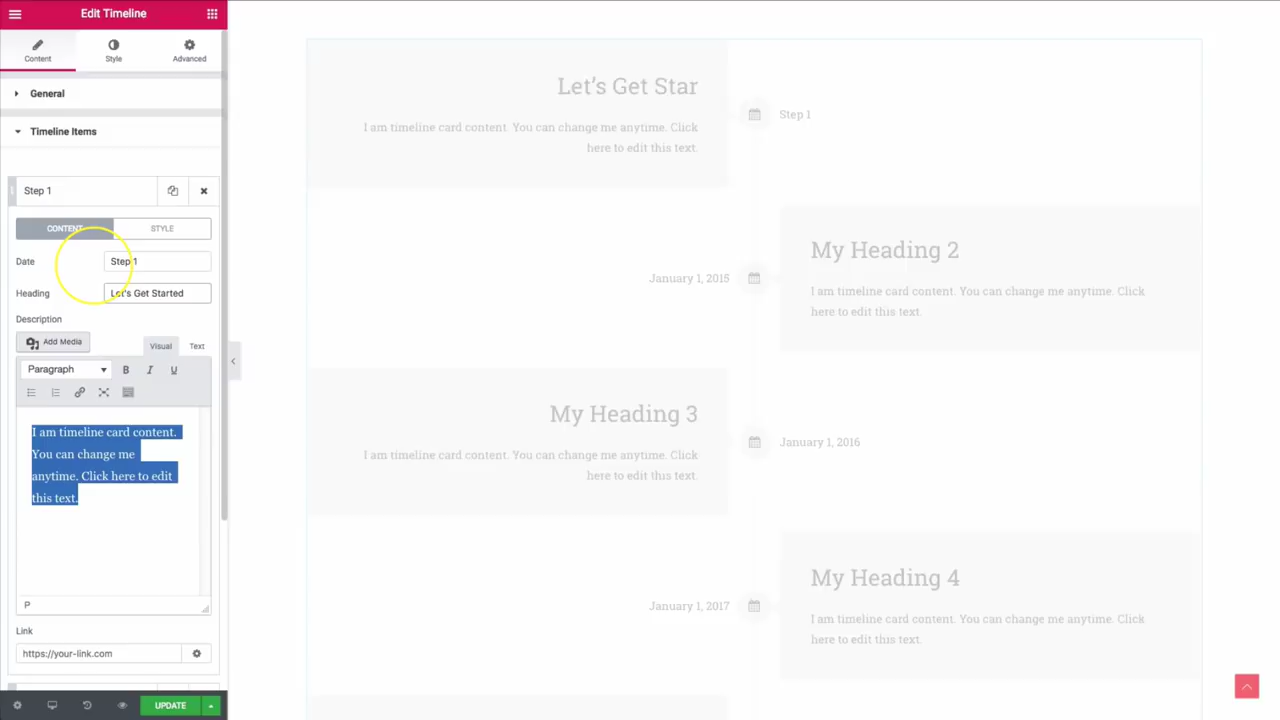 Edit Timeline
Content
Style
Advanced
General
Timeline Items
Step 1
CONTENT
STYLE
Date
Step 1
Heading
Let's Get Started
Description
Add Media
Visual
Text
Paragraph
B
I
U
I am timeline card content.
You can change me
anytime. Click here to edit
this text.
P
Link
https://your-link.com
UPDATE
Let's Get Star
I am timeline card content. You can change me anytime. Click
here to edit this text.
Step 1
My Heading 2
I am timeline card content. You can change me anytime. Click
here to edit this text.
January 1, 2015
My Heading 3
I am timeline card content. You can change me anytime. Click
here to edit this text.
January 1, 2016
My Heading 4
I am timeline card content. You can change me anytime. Click
here to edit this text.
January 1, 2017